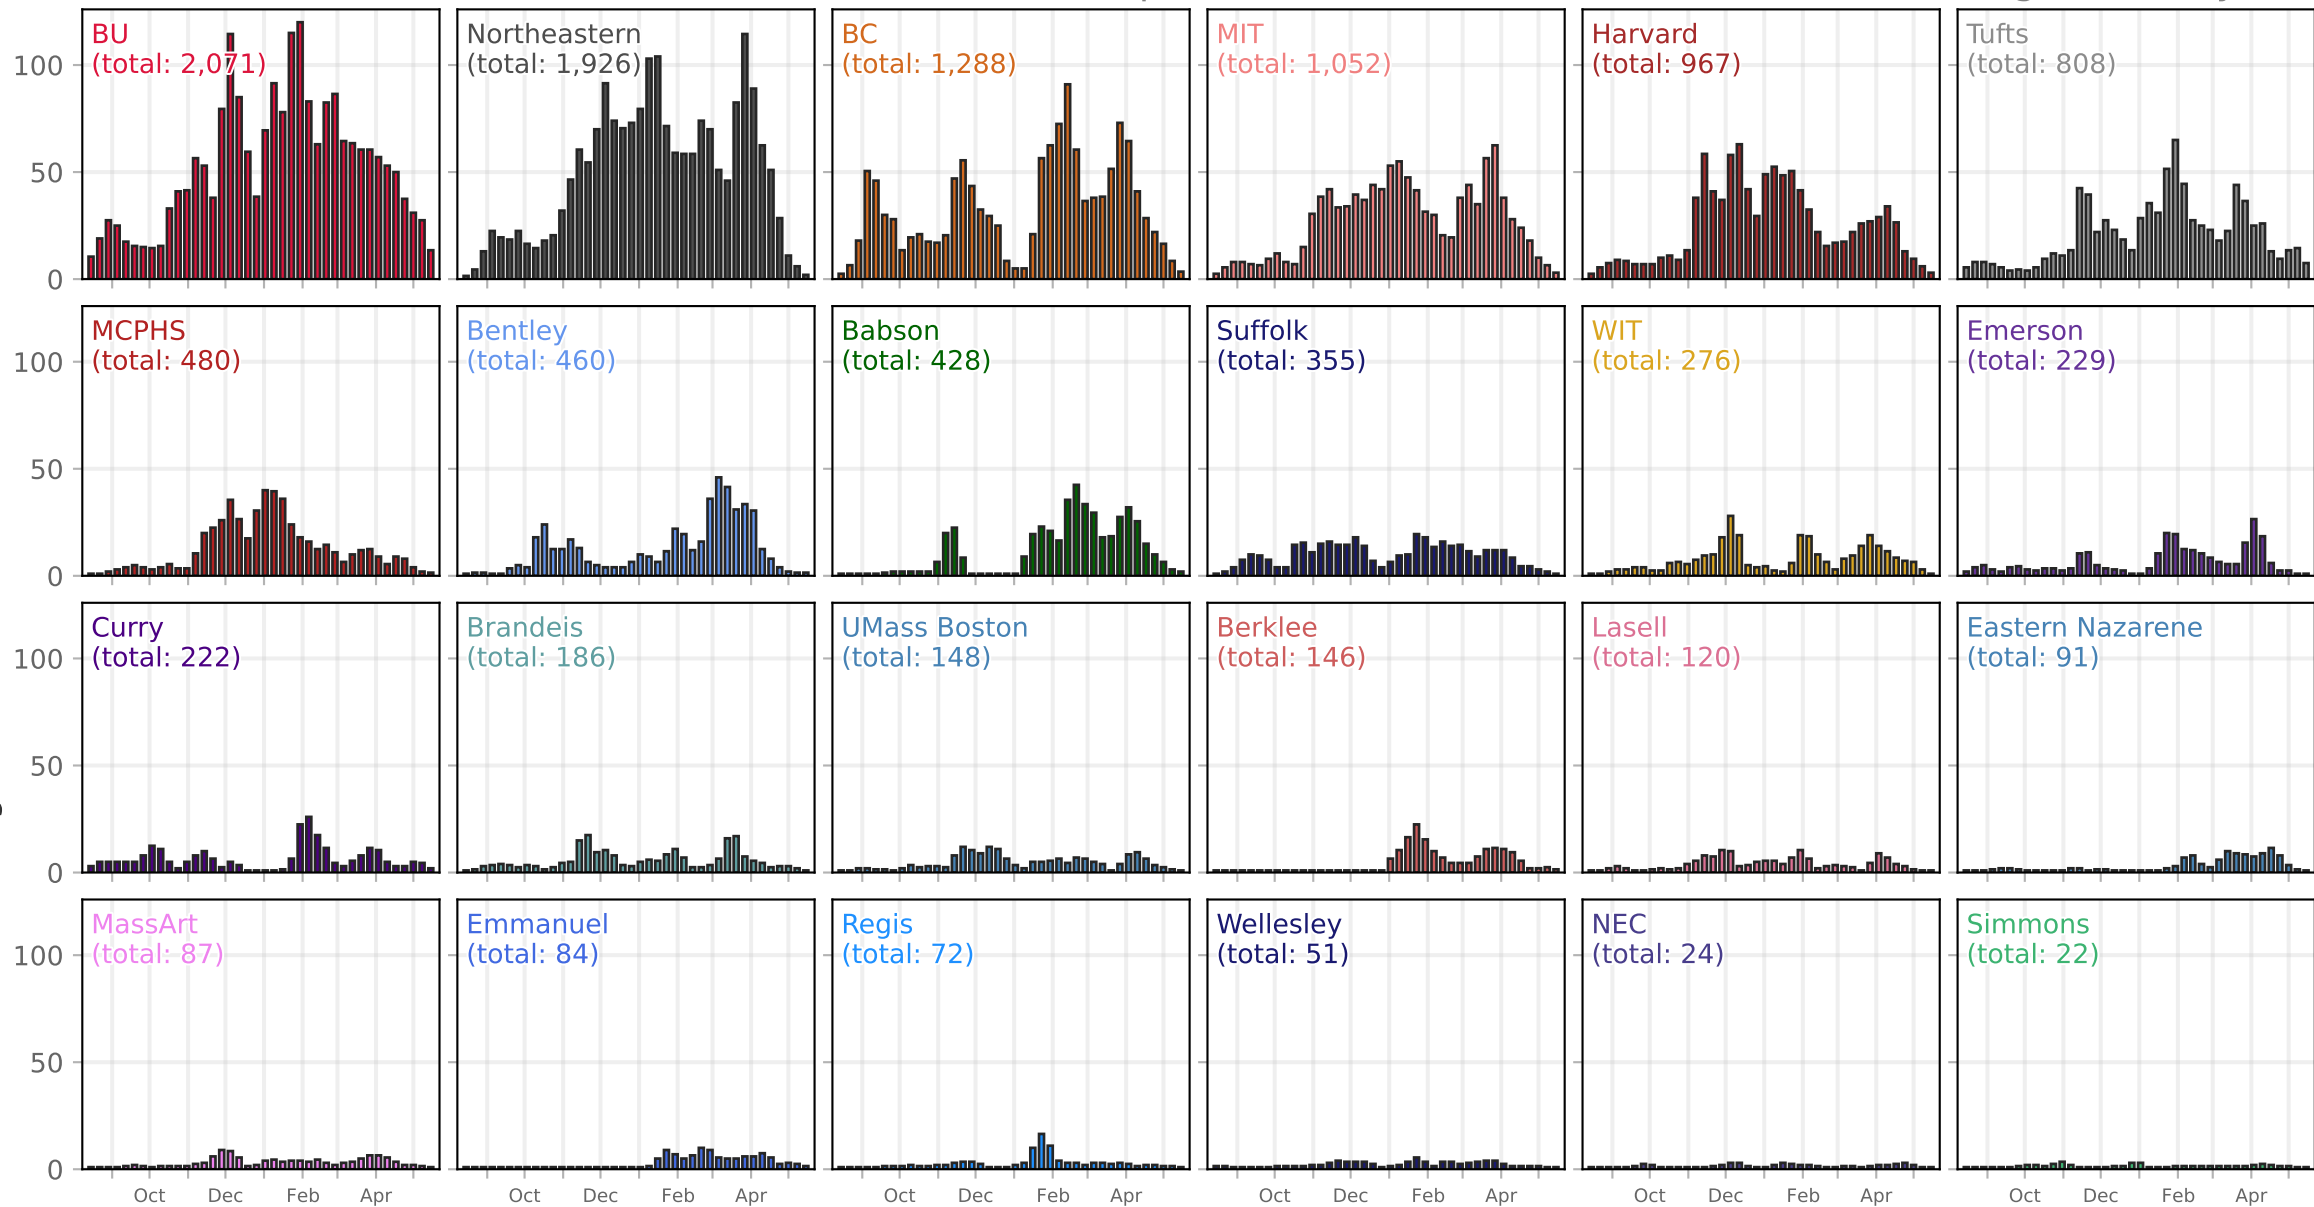 BU
(total: 2,071)
Northeastern
(total: 1,926)
BC
(total: 1,288)
MIT
(total: 1,052)
Harvard
(total: 967)
Tufts
(total: 808)
100
50
0
MCPHS
(total: 480)
Bentley
(total: 460)
Babson
(total: 428)
Suffolk
(total: 355)
WIT
(total: 276)
Emerson
(total: 229)
100
50
0
Curry
(total: 222)
Brandeis
(total: 186)
UMass Boston
(total: 148)
Berklee
(total: 146)
Lasell
(total: 120)
Eastern Nazarene
(total: 91)
100
50
0
MassArt
(total: 87)
Emmanuel
(total: 84)
Regis
(total: 72)
Wellesley
(total: 51)
NEC
(total: 24)
Simmons
(total: 22)
100
50
0
Oct Dec Feb Apr
Oct Dec Feb Apr
Oct Dec Feb Apr
Oct Dec Feb Apr
Oct Dec Feb Apr
Oct Dec Feb Apr